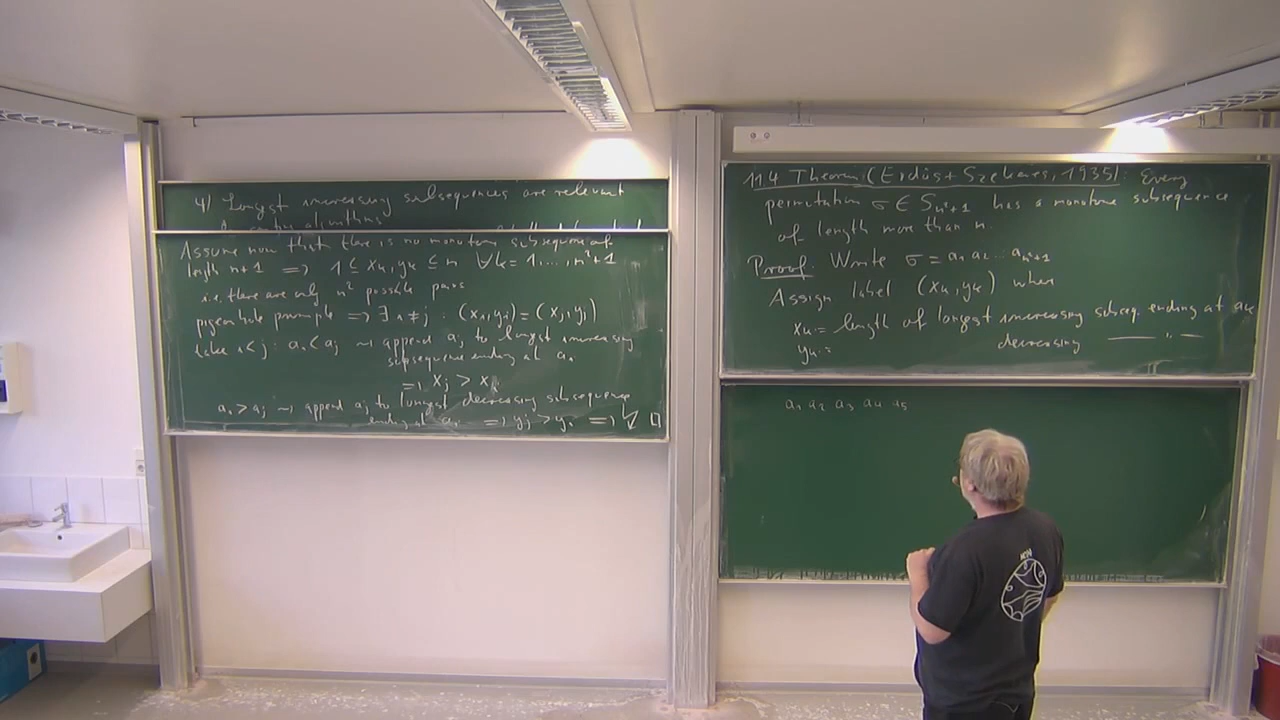 4) Longest increasing subsequences are relevant
Assume now that there is no monotone subsequence of
length n+1 ⟹ 1 ≤ x_k, y_k ≤ n ∀k = 1, ..., n²+1
i.e. there are only n² possible pairs
pigeon hole principle ⟹ ∃ i ≠ j : (x_i, y_i) = (x_j, y_j)
Take i < j : a_i < a_j ⇝ append a_j to longest increasing
subsequence ending at a_i
⟹ x_j > x_i
a_i > a_j ⇝ append a_j to longest decreasing subsequence
ending at a_i ⟹ y_j > y_i ⟹ ↯ □
11.4 Theorem (Erdős + Szekeres, 1935): Every
permutation σ ∈ S_{n²+1} has a monotone subsequence
of length more than n.
Proof: Write σ = a_1 a_2 ... a_{n²+1}
Assign label (x_k, y_k) where
x_k := length of longest increasing subseq. ending at a_k
y_k := decreasing —— " ——
a_1 a_2 a_3 a_4 a_5